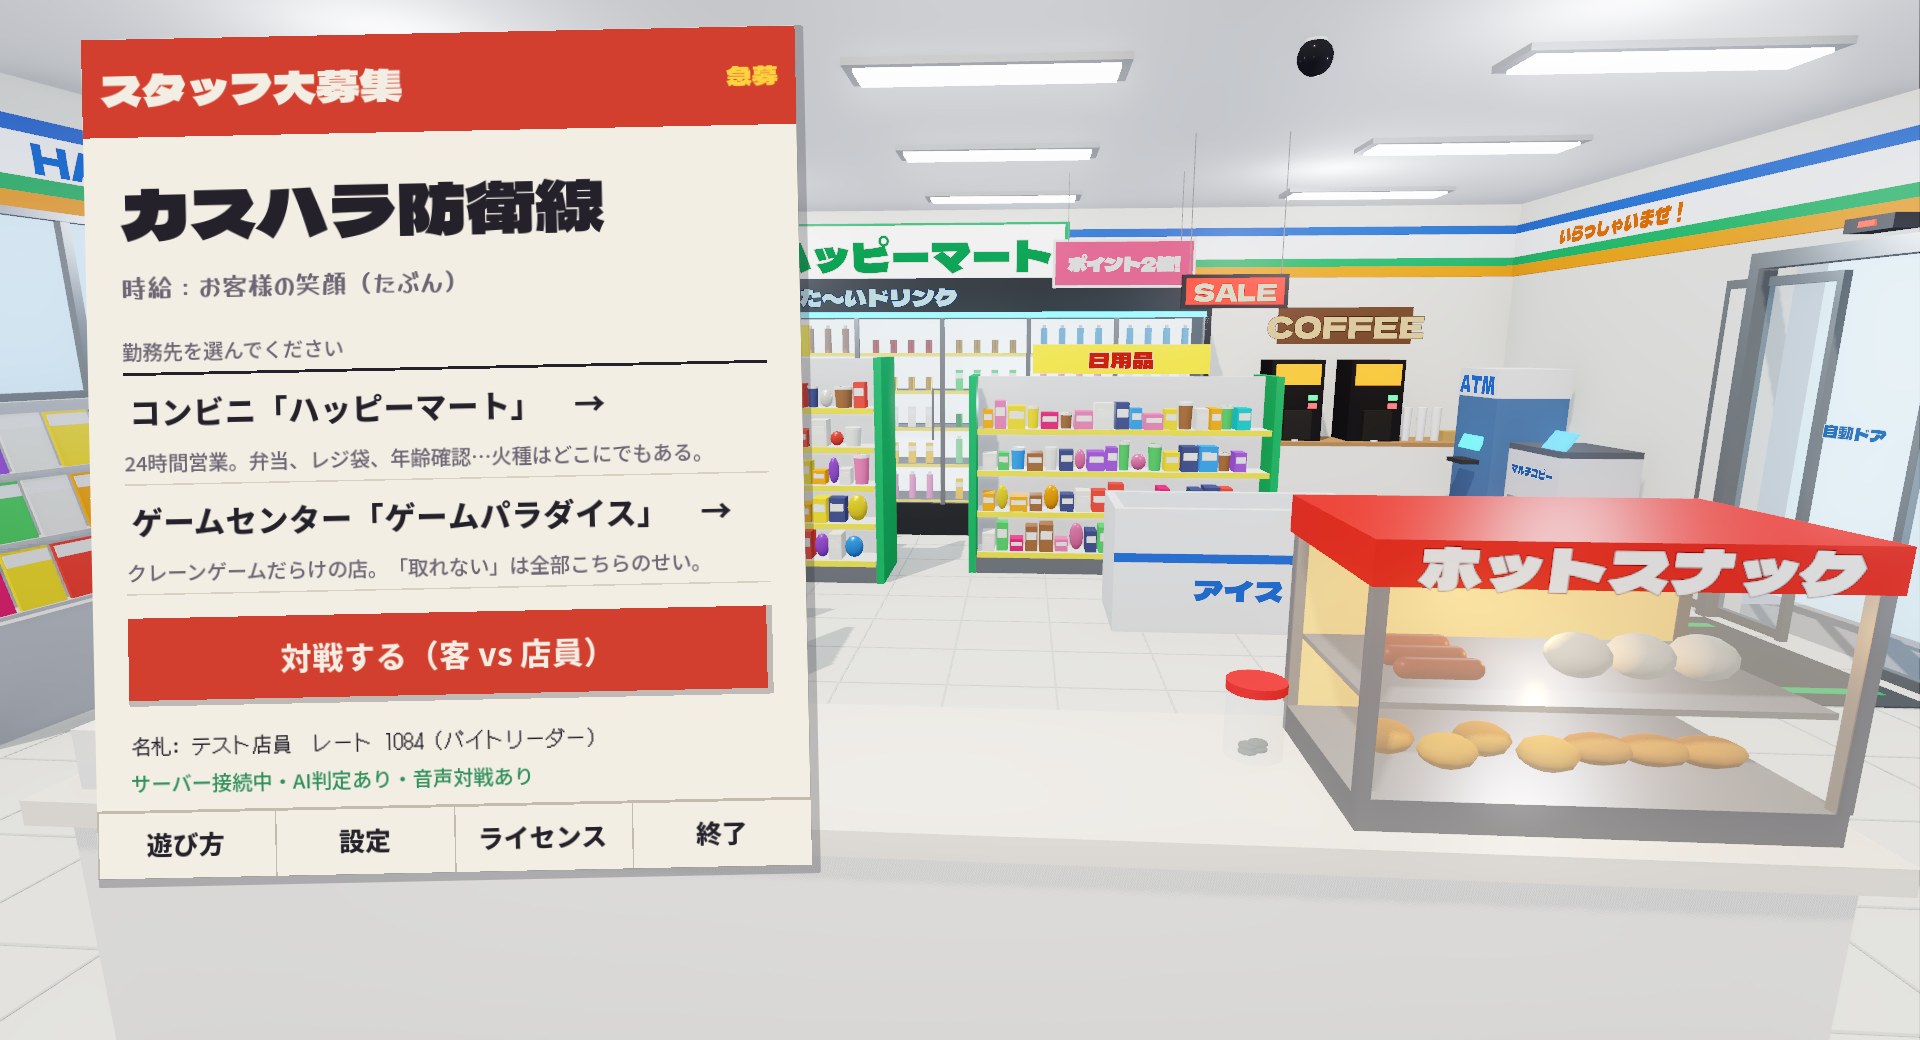 スタッフ大募集
急募
カスハラ防衛線
時給：お客様の笑顔（たぶん）
勤務先を選んでください
コンビニ「ハッピーマート」 →
24時間営業。弁当、レジ袋、年齢確認…火種はどこにでもある。
ゲームセンター「ゲームパラダイス」 →
クレーンゲームだらけの店。「取れない」は全部こちらのせい。
対戦する（客 vs 店員）
名札: テスト店員 レート 1084（バイトリーダー）
サーバー接続中・AI判定あり・音声対戦あり
遊び方
設定
ライセンス
終了
HA
ハッピーマート
た〜いドリンク
ポイント2倍!
SALE
COFFEE
日用品
いらっしゃいませ！
ATM
マルチコピー
自動ドア
アイス
ホットスナック